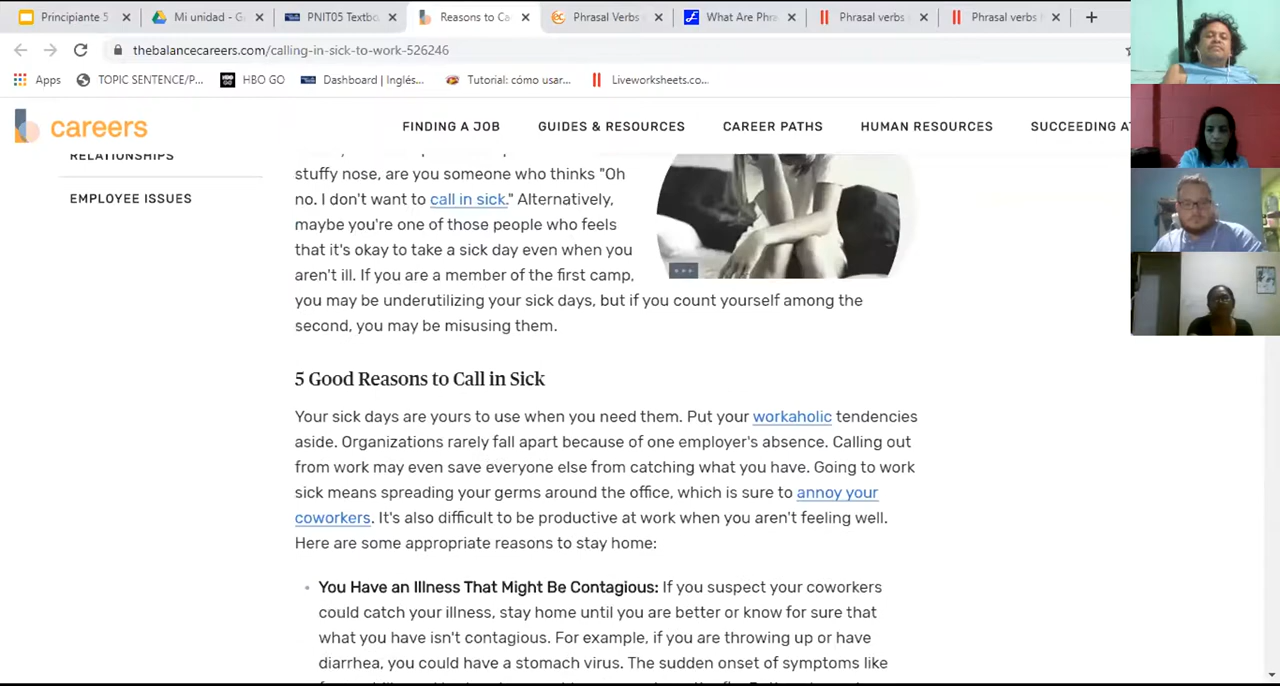 Principiante 5
Mi unidad - G
PNIT05 Textbo
Reasons to Ca
Phrasal Verbs
What Are Phra
Phrasal verbs
Phrasal verbs
thebalancecareers.com/calling-in-sick-to-work-526246
Apps
TOPIC SENTENCE/P...
HBO GO
Dashboard | Inglés...
Tutorial: cómo usar...
Liveworksheets.co...
careers
FINDING A JOB
GUIDES & RESOURCES
CAREER PATHS
HUMAN RESOURCES
SUCCEEDING AT
RELATIONSHIPS
EMPLOYEE ISSUES
stuffy nose, are you someone who thinks "Oh
no. I don't want to call in sick." Alternatively,
maybe you're one of those people who feels
that it's okay to take a sick day even when you
aren't ill. If you are a member of the first camp,
you may be underutilizing your sick days, but if you count yourself among the
second, you may be misusing them.
5 Good Reasons to Call in Sick
Your sick days are yours to use when you need them. Put your workaholic tendencies
aside. Organizations rarely fall apart because of one employer's absence. Calling out
from work may even save everyone else from catching what you have. Going to work
sick means spreading your germs around the office, which is sure to annoy your
coworkers. It's also difficult to be productive at work when you aren't feeling well.
Here are some appropriate reasons to stay home:
You Have an Illness That Might Be Contagious: If you suspect your coworkers
could catch your illness, stay home until you are better or know for sure that
what you have isn't contagious. For example, if you are throwing up or have
diarrhea, you could have a stomach virus. The sudden onset of symptoms like